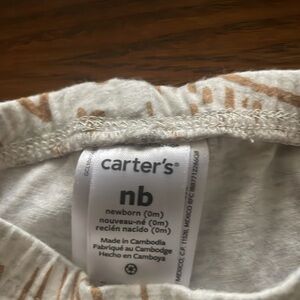 carter's®
nb
newborn (0m)
nouveau-né (0m)
recién nacido (0m)
Made in Cambodia
Fabriqué au Cambodge
Hecho en Camboya